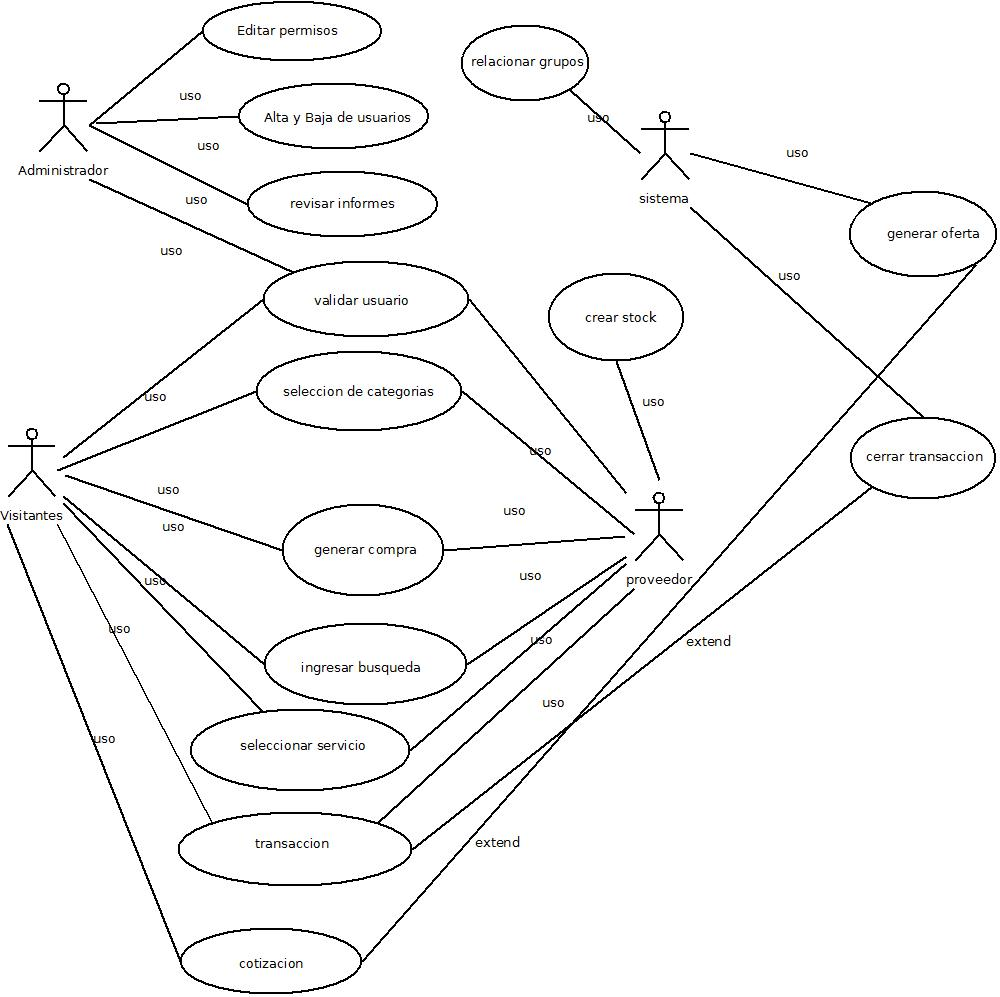 Editar permisos
relacionar grupos
uso
uso
Alta y Baja de usuarios
uso
uso
uso
Administrador
sistema
uso
revisar informes
generar oferta
uso
uso
validar usuario
crear stock
seleccion de categorias
uso
uso
uso
cerrar transaccion
uso
uso
Visitantes
uso
generar compra
uso
uso
proveedor
uso
uso
uso
extend
ingresar busqueda
uso
uso
seleccionar servicio
transaccion
extend
cotizacion